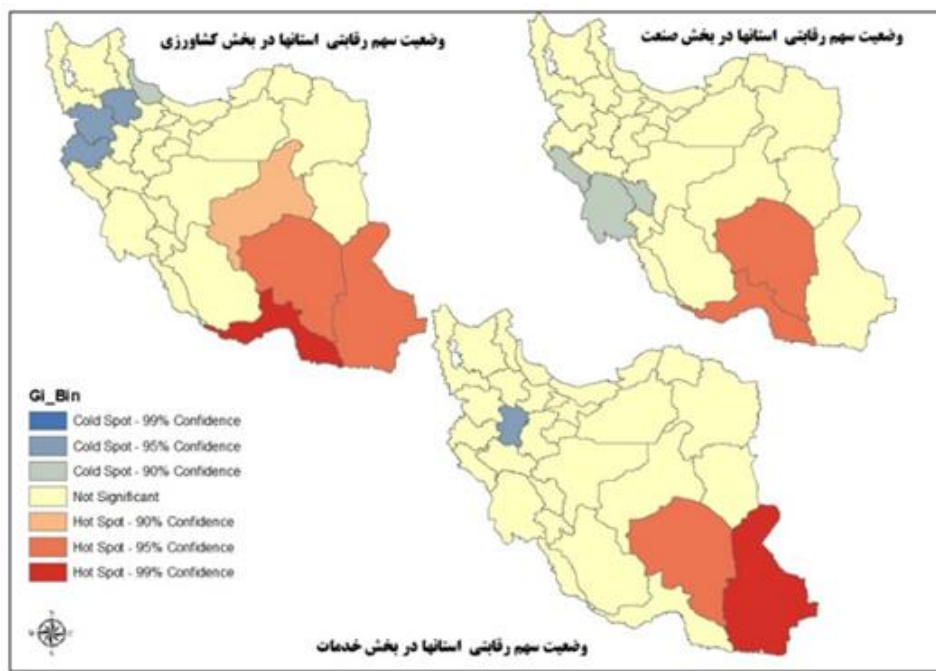 وضعیت سهم رقابتی استانها در بخش کشاورزی
وضعیت سهم رقابتی استانها در بخش صنعت
Gi_Bin
Cold Spot - 99% Confidence
Cold Spot - 95% Confidence
Cold Spot - 90% Confidence
Not Significant
Hot Spot - 90% Confidence
Hot Spot - 95% Confidence
Hot Spot - 99% Confidence
وضعیت سهم رقابتی استانها در بخش خدمات